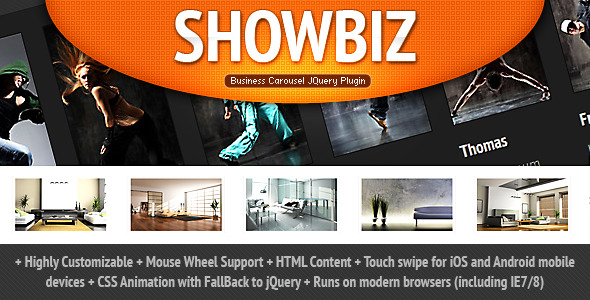 SHOWBIZ
Business Carousel JQuery Plugin
Thomas
+ Highly Customizable + Mouse Wheel Support + HTML Content + Touch swipe for iOS and Android mobile
devices + CSS Animation with FallBack to jQuery + Runs on modern browsers (including IE7/8)